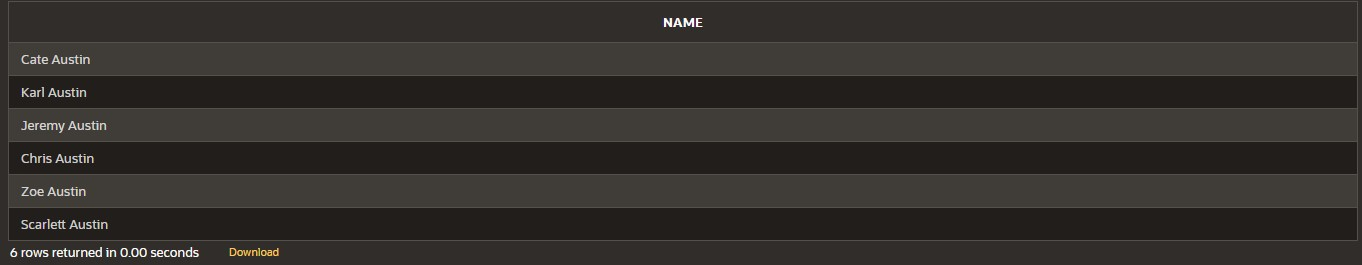 NAME
Cate Austin
Karl Austin
Jeremy Austin
Chris Austin
Zoe Austin
Scarlett Austin
6 rows returned in 0.00 seconds Download